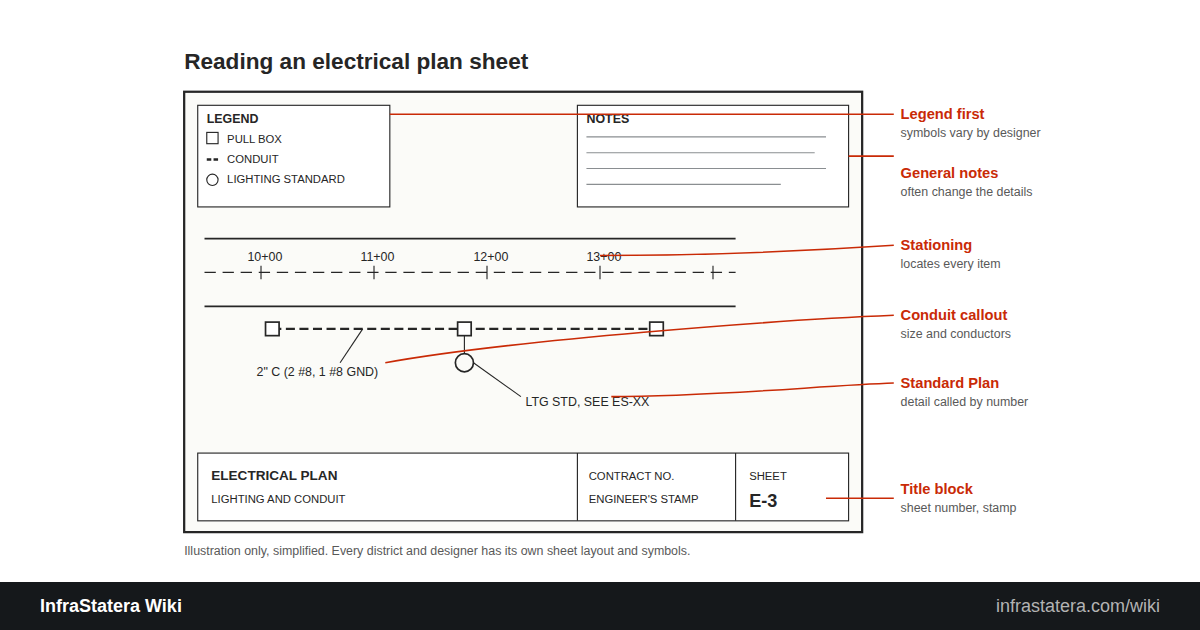 Reading an electrical plan sheet
LEGEND
PULL BOX
CONDUIT
LIGHTING STANDARD
NOTES
Legend first
symbols vary by designer
General notes
often change the details
10+00 11+00 12+00 13+00
Stationing
locates every item
Conduit callout
size and conductors
2" C (2 #8, 1 #8 GND)
LTG STD, SEE ES-XX
Standard Plan
detail called by number
ELECTRICAL PLAN
LIGHTING AND CONDUIT
CONTRACT NO.
ENGINEER'S STAMP
SHEET
E-3
Title block
sheet number, stamp
Illustration only, simplified. Every district and designer has its own sheet layout and symbols.
InfraStatera Wiki
infrastatera.com/wiki